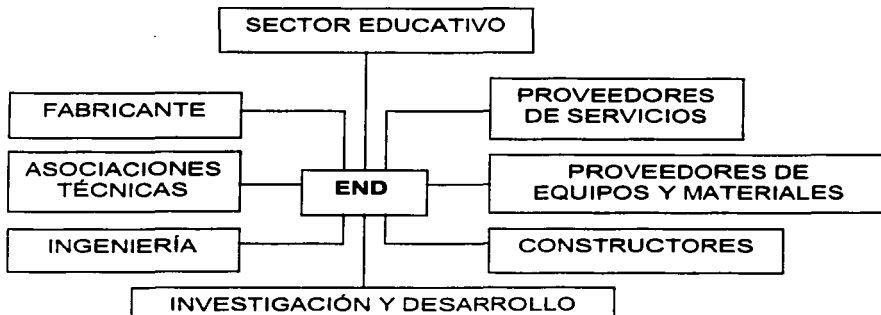 SECTOR EDUCATIVO
FABRICANTE
PROVEEDORES
DE SERVICIOS
ASOCIACIONES
TÉCNICAS
END
PROVEEDORES DE
EQUIPOS Y MATERIALES
INGENIERÍA
CONSTRUCTORES
INVESTIGACIÓN Y DESARROLLO